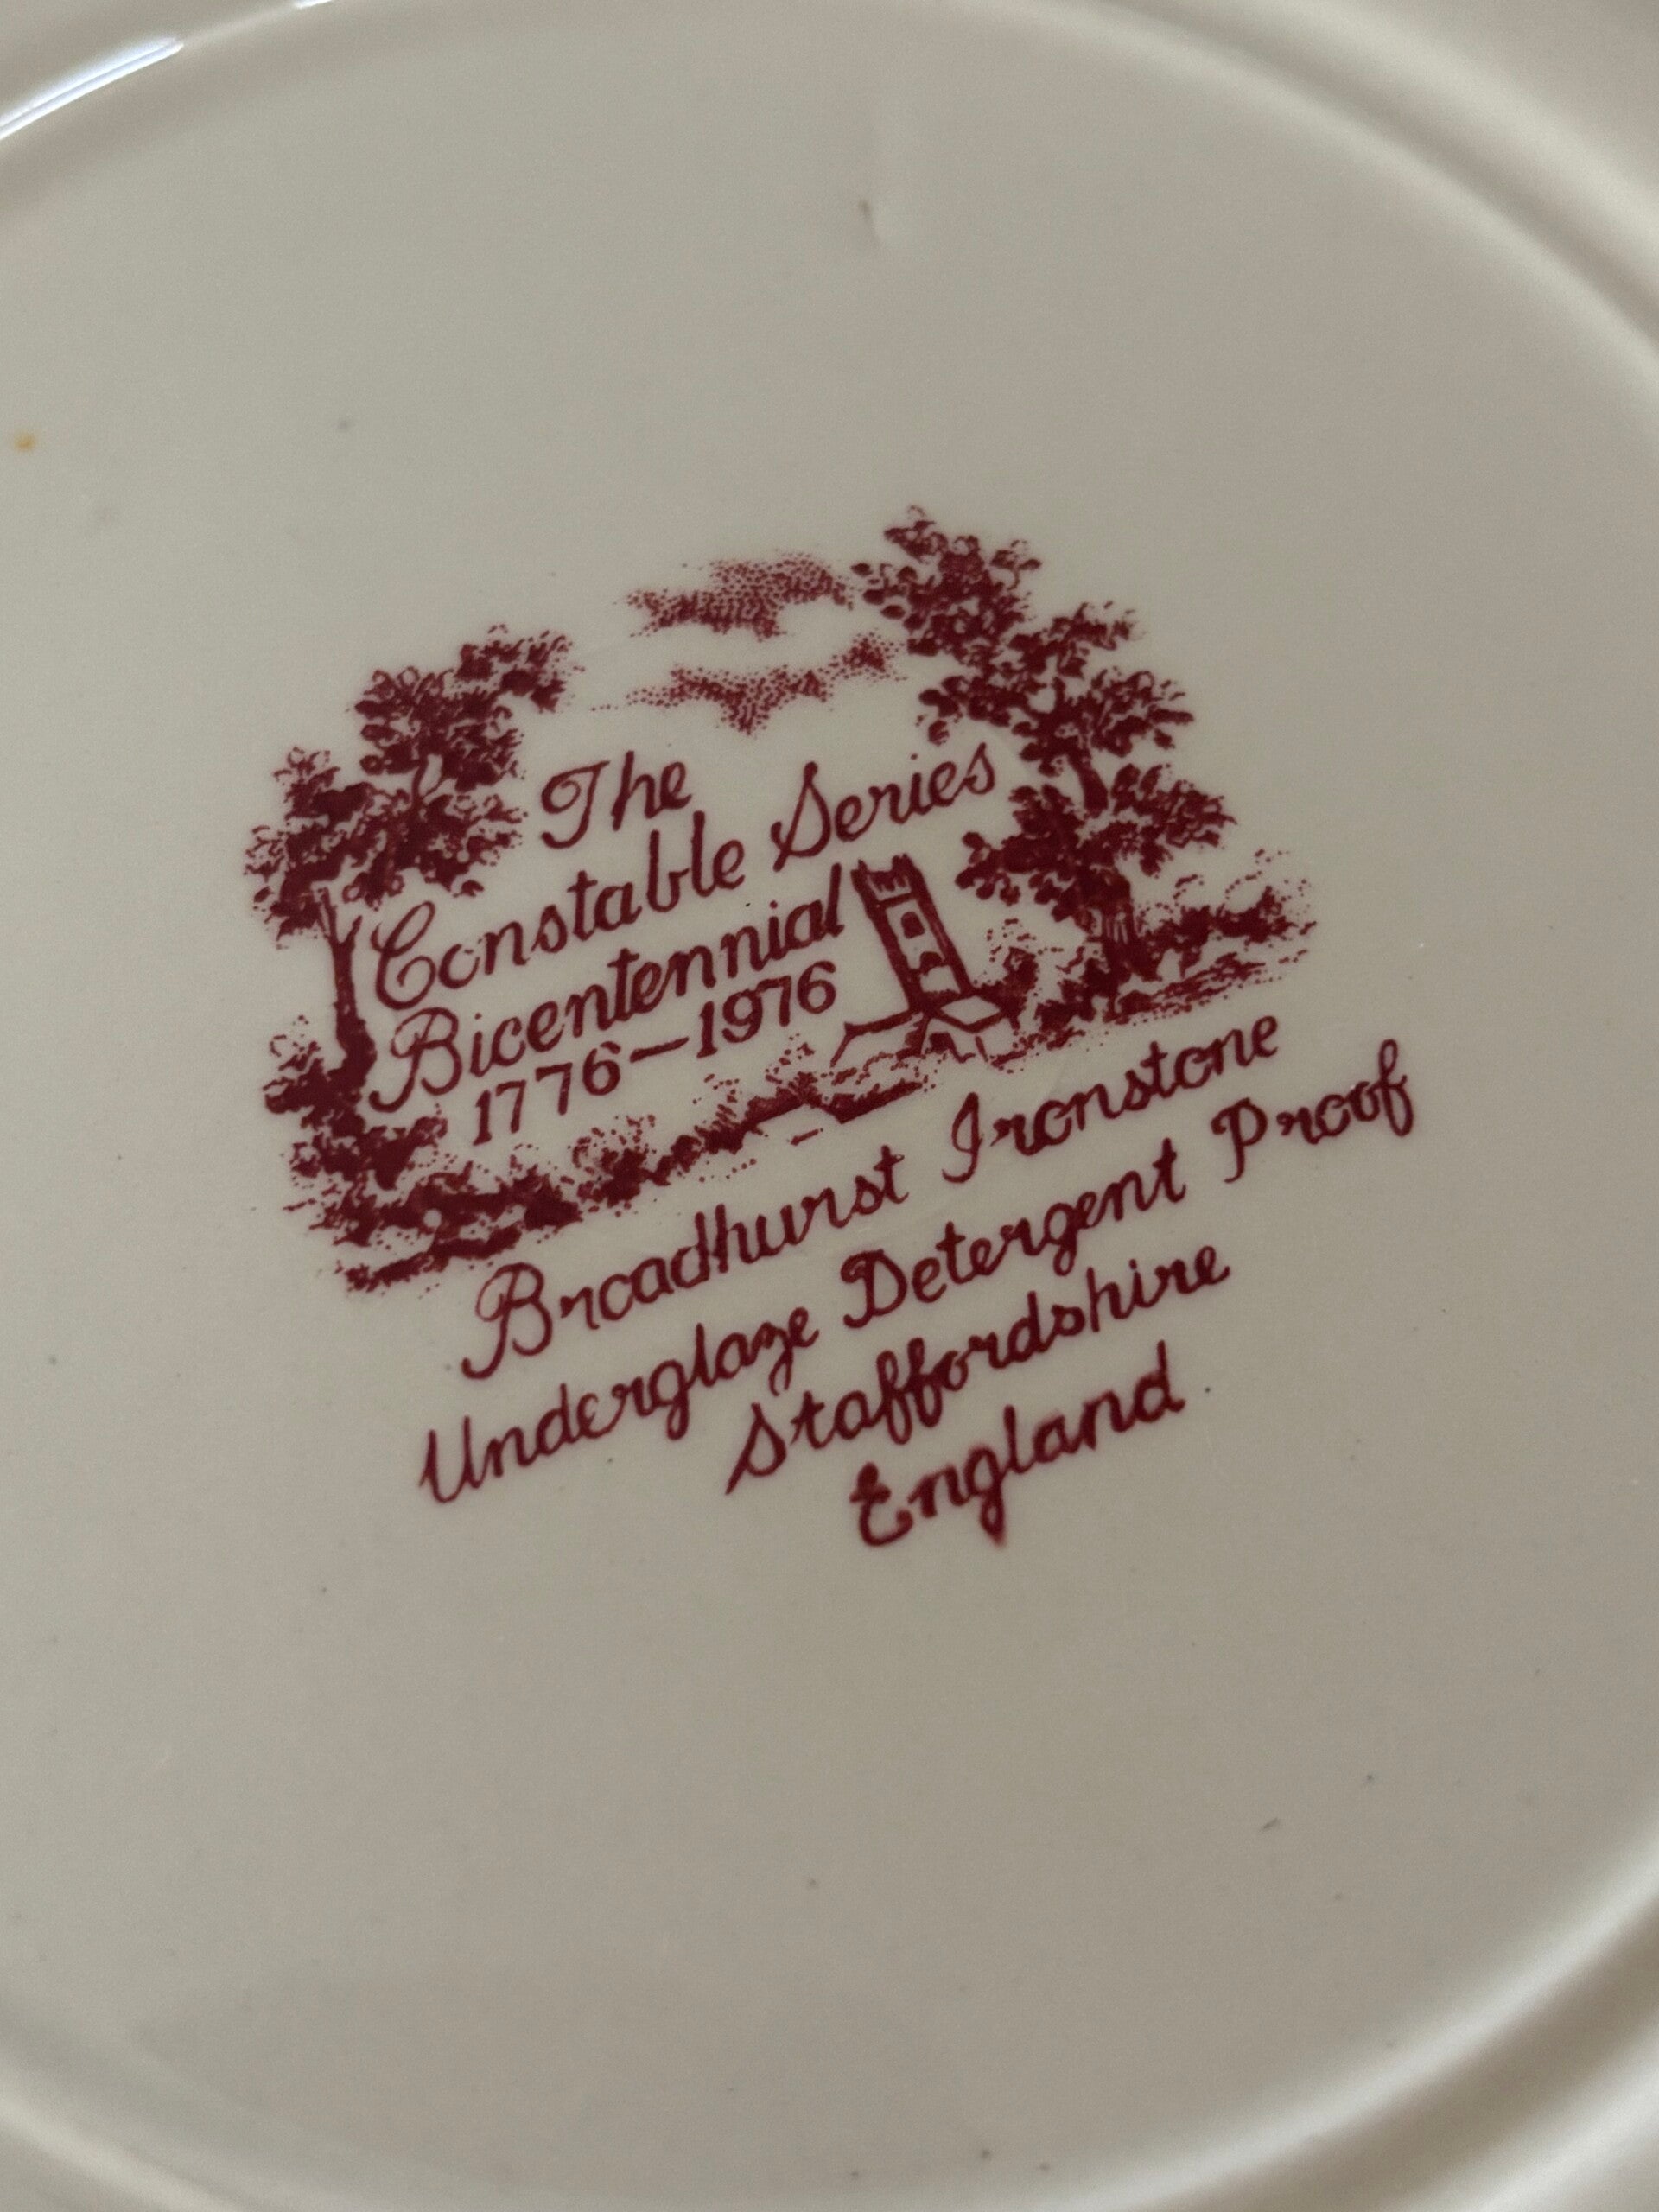 The
Constable Series
Bicentennial
1776-1976
Broadhurst Ironstone
Underglaze Detergent Proof
Staffordshire
England